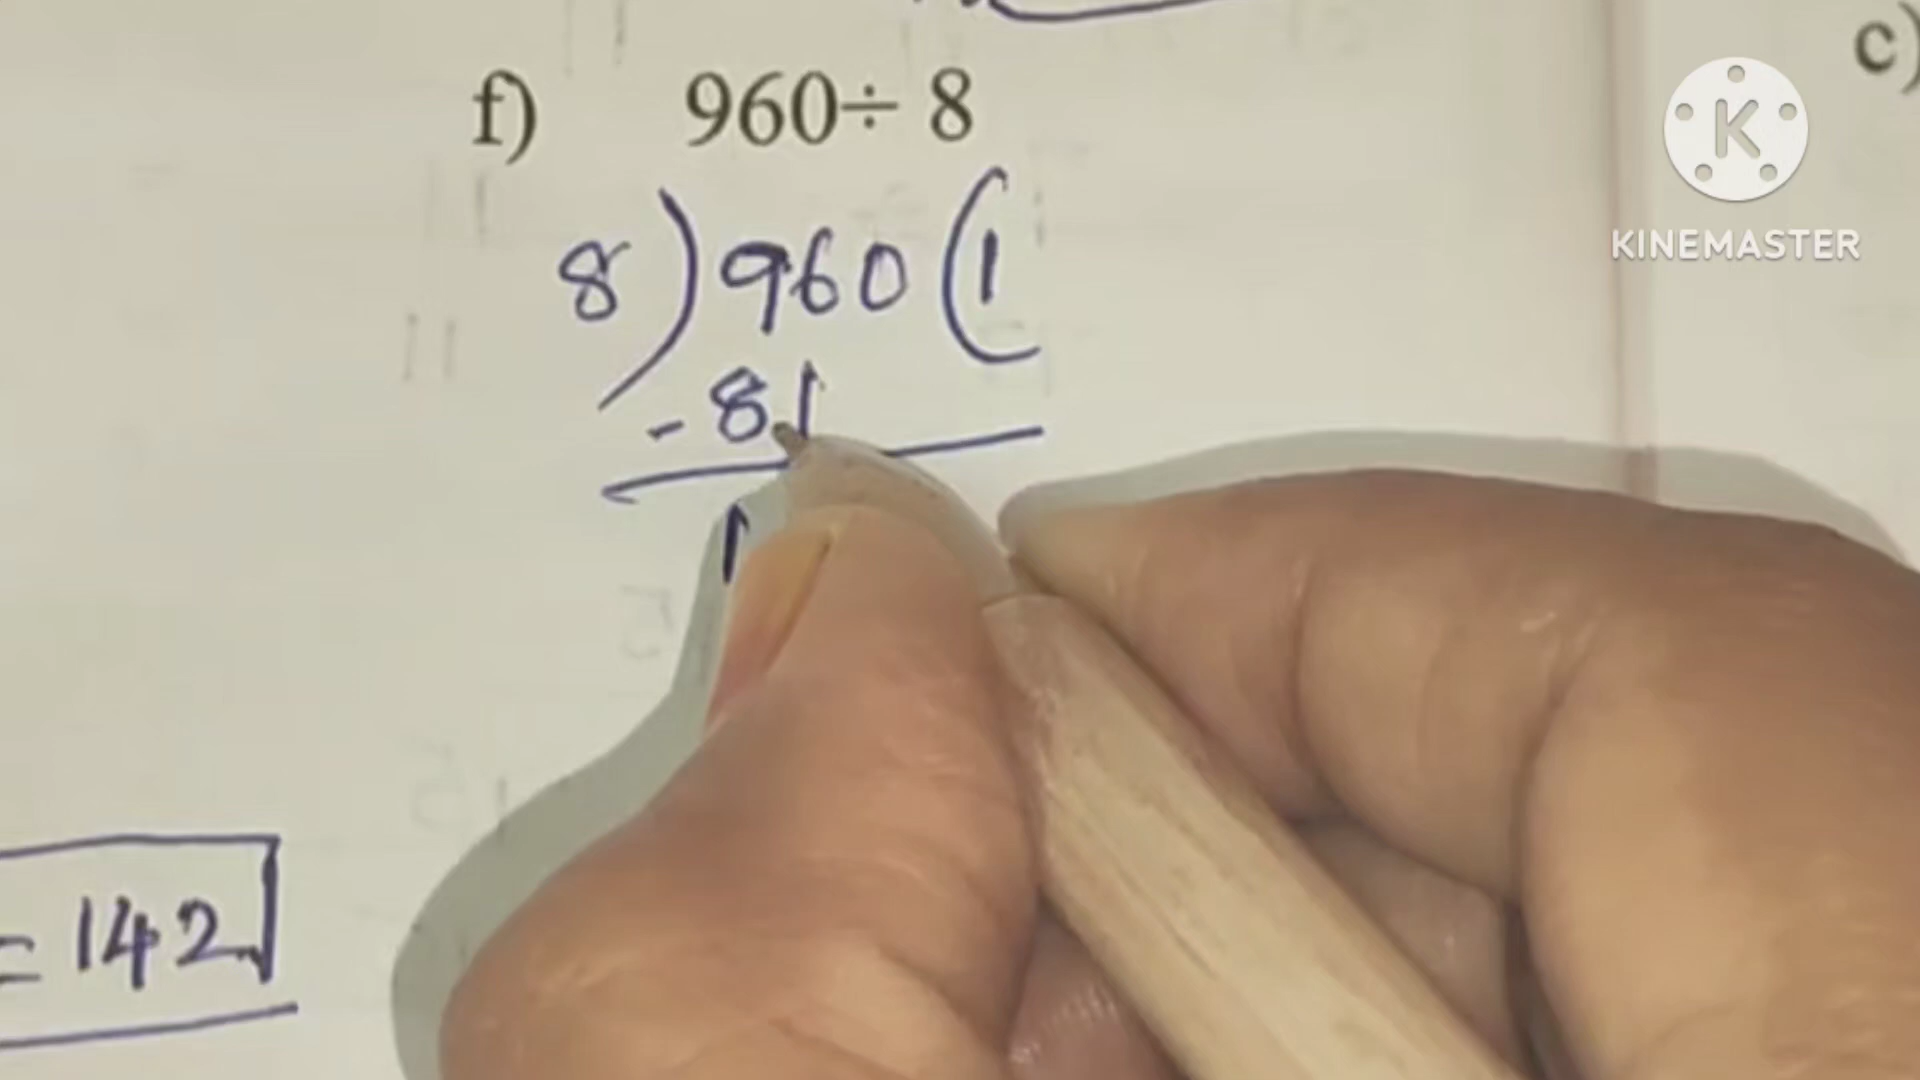 f) 960÷ 8
8)960(1
- 8
1
= 142
c)
K
KINEMASTER